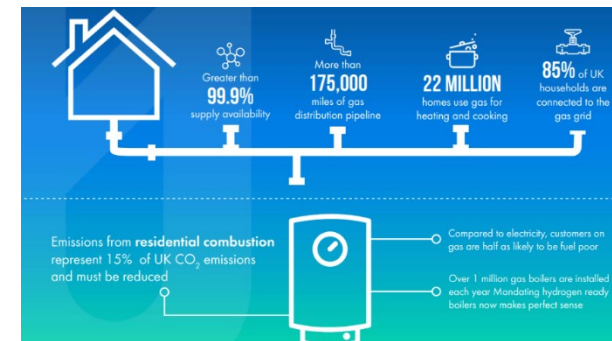 Greater than
99.9%
supply availability
More than
175,000
miles of gas
distribution pipeline
22 MILLION
homes use gas for
heating and cooking
85% of UK
households are
connected to the
gas grid
Emissions from residential combustion
represent 15% of UK CO₂ emissions
and must be reduced
Compared to electricity, customers on
gas are half as likely to be fuel poor
Over 1 million gas boilers are installed
each year Mandating hydrogen ready
boilers now makes perfect sense